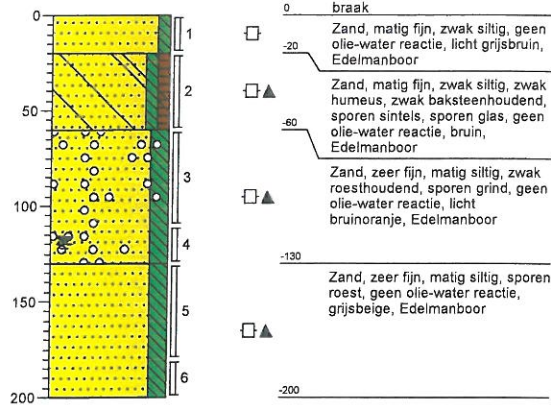 0
50
100
150
200
1
2
3
4
5
6
0
braak
Zand, matig fijn, zwak siltig, geen
olie-water reactie, licht grijsbruin,
Edelmanboor
-20
Zand, matig fijn, zwak siltig, zwak
humeus, zwak baksteenhoudend,
sporen sintels, sporen glas, geen
olie-water reactie, bruin,
Edelmanboor
-60
Zand, zeer fijn, matig siltig, zwak
roesthoudend, sporen grind, geen
olie-water reactie, licht
bruinoranje, Edelmanboor
-130
Zand, zeer fijn, matig siltig, sporen
roest, geen olie-water reactie,
grijsbeige, Edelmanboor
-200